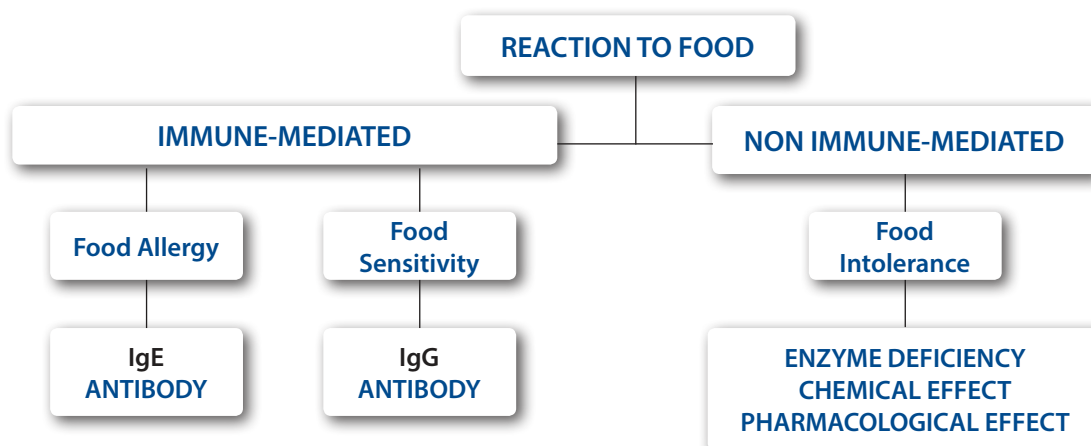 REACTION TO FOOD
IMMUNE-MEDIATED
NON IMMUNE-MEDIATED
Food Allergy
Food
Sensitivity
Food
Intolerance
IgE
ANTIBODY
IgG
ANTIBODY
ENZYME DEFICIENCY
CHEMICAL EFFECT
PHARMACOLOGICAL EFFECT